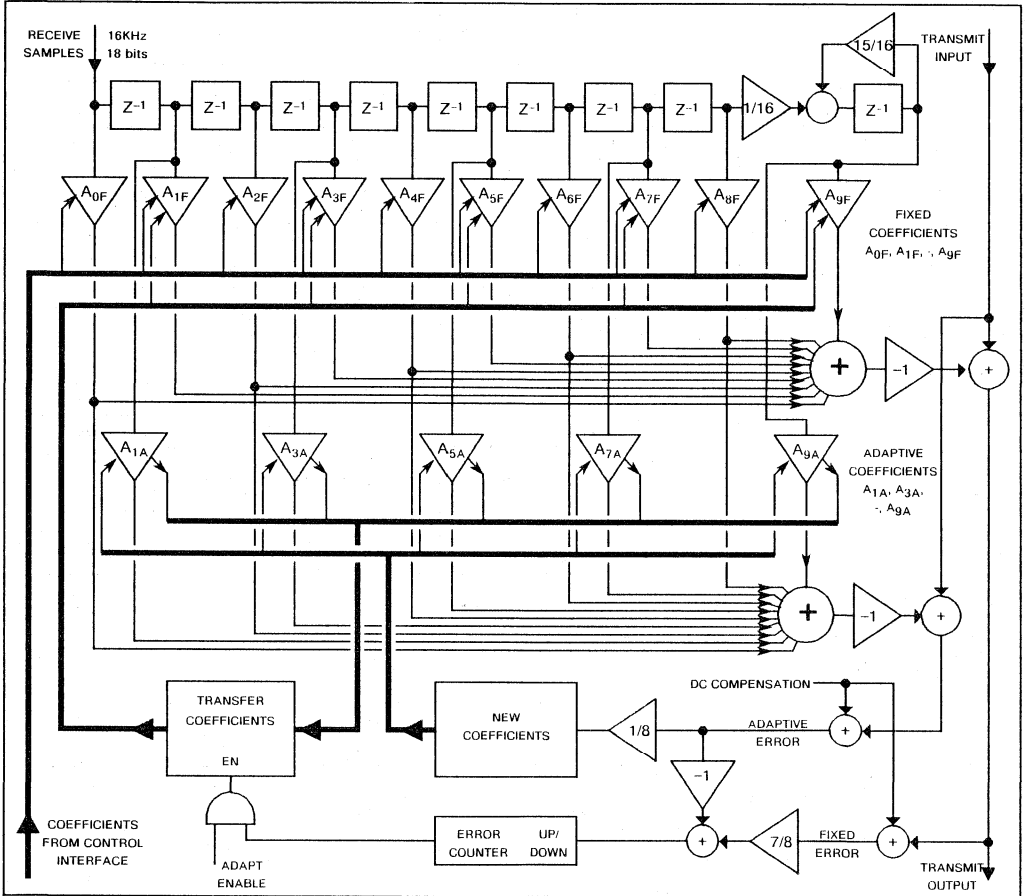 RECEIVE
SAMPLES
16KHz
18 bits
TRANSMIT
INPUT
15/16
Z-1
Z-1
Z-1
Z-1
Z-1
Z-1
Z-1
Z-1
1/16
Z-1
A0F
A1F
A2F
A3F
A4F
A5F
A6F
A7F
A8F
A9F
FIXED
COEFFICIENTS
A0F, A1F, -, A9F
+
-1
+
A1A
A3A
A5A
A7A
A9A
ADAPTIVE
COEFFICIENTS
A1A, A3A,
-, A9A
+
-1
+
DC COMPENSATION
TRANSFER
COEFFICIENTS
EN
NEW
COEFFICIENTS
1/8
ADAPTIVE
ERROR
+
-1
COEFFICIENTS
FROM CONTROL
INTERFACE
ADAPT
ENABLE
ERROR
COUNTER
UP/
DOWN
+
7/8
FIXED
ERROR
+
TRANSMIT
OUTPUT